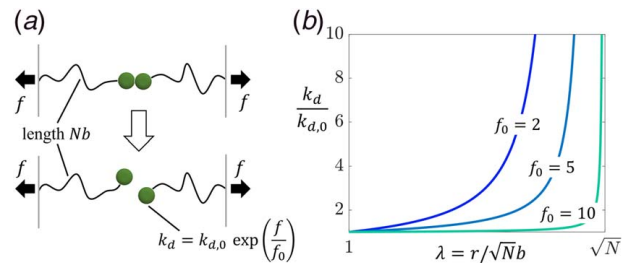 (a)
f
f
length Nb
f
f
k_d = k_{d,0} exp(f/f_0)
(b)
10
8
6
4
2
k_d/k_{d,0}
f_0 = 2
f_0 = 5
f_0 = 10
1
λ = r/√Nb
√N